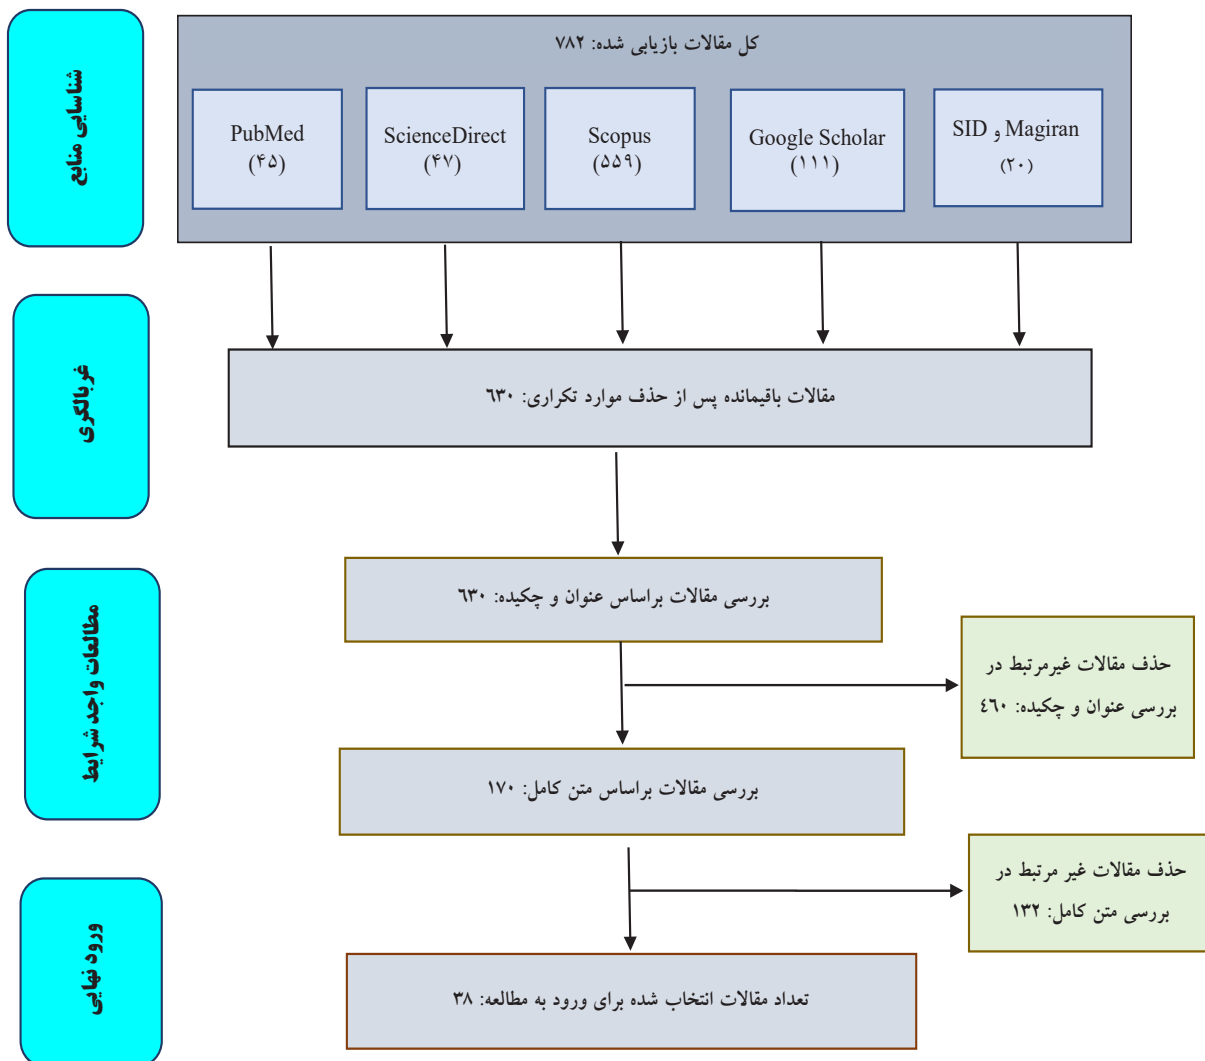 شناسایی منابع
کل مقالات بازیابی شده: ۷۸۲
PubMed
(۴۵)
ScienceDirect
(۴۷)
Scopus
(۵۵۹)
Google Scholar
(۱۱۱)
SID و Magiran
(۲۰)
غربالگری
مقالات باقیمانده پس از حذف موارد تکراری: ٦٣٠
مطالعات واجد شرایط
بررسی مقالات براساس عنوان و چکیده: ٦٣٠
حذف مقالات غیرمرتبط در
بررسی عنوان و چکیده: ٤٦٠
بررسی مقالات براساس متن کامل: ۱۷۰
حذف مقالات غیر مرتبط در
بررسی متن کامل: ۱۳۲
ورود نهایی
تعداد مقالات انتخاب شده برای ورود به مطالعه: ۳۸